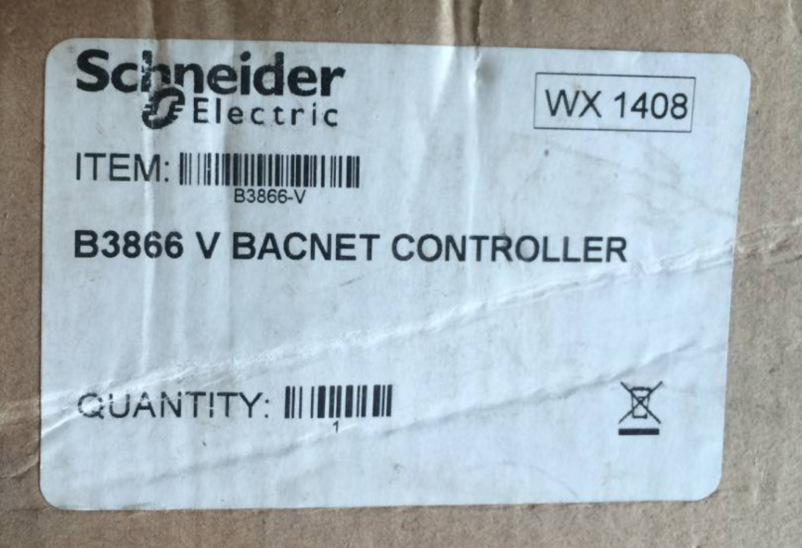 Schneider
Electric
WX 1408
ITEM:
B3866-V
B3866 V BACNET CONTROLLER
QUANTITY:
1